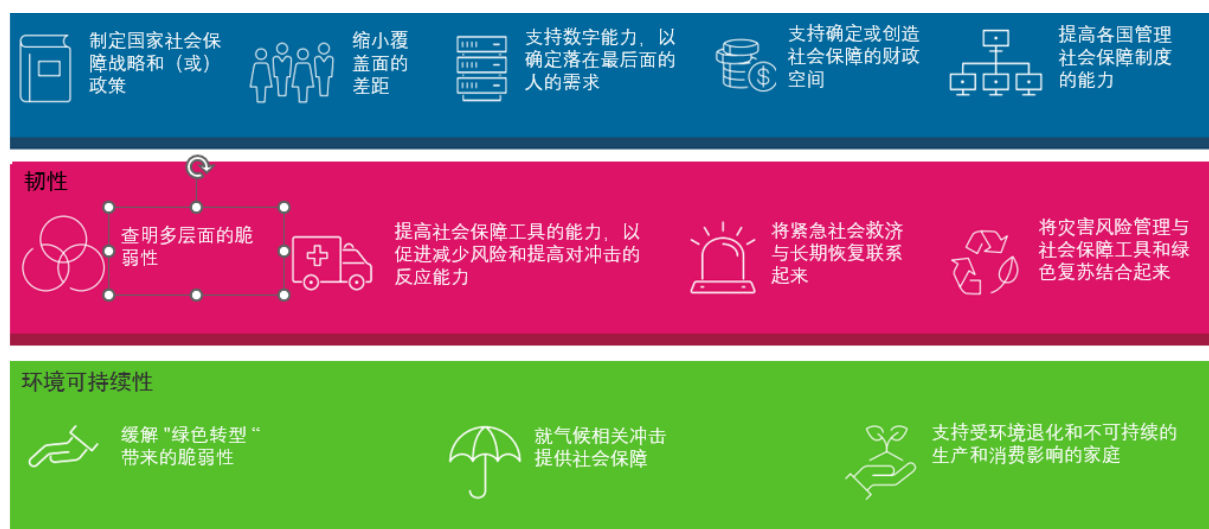 制定国家社会保
障战略和（或）
政策
缩小覆
盖面的
差距
支持数字能力，以
确定落在最后面的
人的需求
支持确定或创造
社会保障的财政
空间
提高各国管理
社会保障制度
的能力
韧性
查明多层面的脆
弱性
提高社会保障工具的能力，以
促进减少风险和提高对冲击的
反应能力
将紧急社会救济
与长期恢复联系
起来
将灾害风险管理与
社会保障工具和绿
色复苏结合起来
环境可持续性
缓解 "绿色转型 “
带来的脆弱性
就气候相关冲击
提供社会保障
支持受环境退化和不可持续的
生产和消费影响的家庭